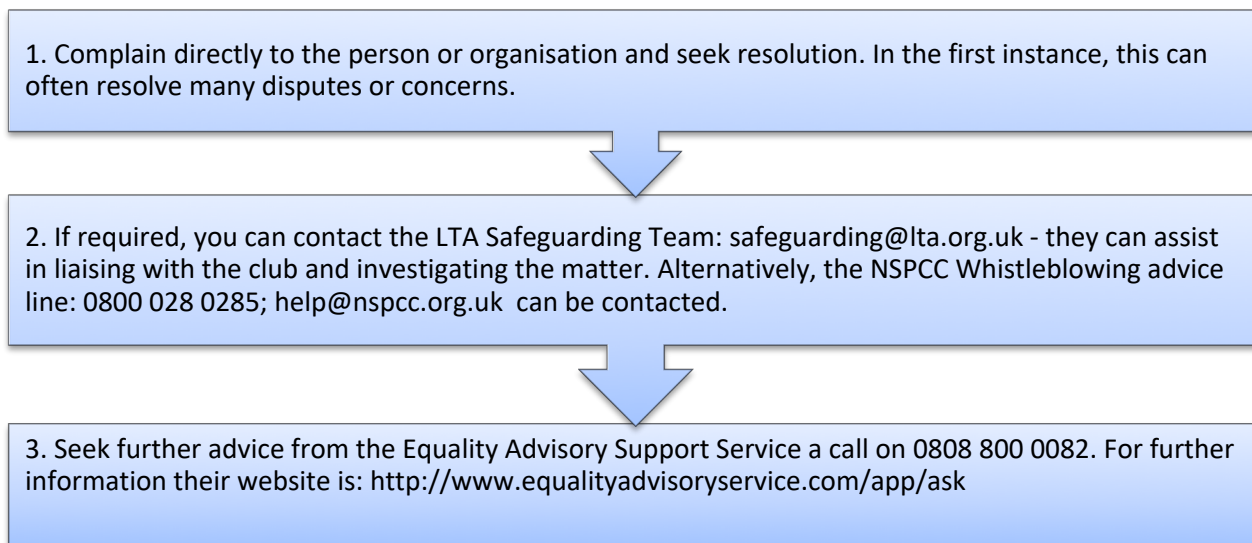 1. Complain directly to the person or organisation and seek resolution. In the first instance, this can
often resolve many disputes or concerns.
2. If required, you can contact the LTA Safeguarding Team: safeguarding@lta.org.uk - they can assist
in liaising with the club and investigating the matter. Alternatively, the NSPCC Whistleblowing advice
line: 0800 028 0285; help@nspcc.org.uk  can be contacted.
3. Seek further advice from the Equality Advisory Support Service a call on 0808 800 0082. For further
information their website is: http://www.equalityadvisoryservice.com/app/ask